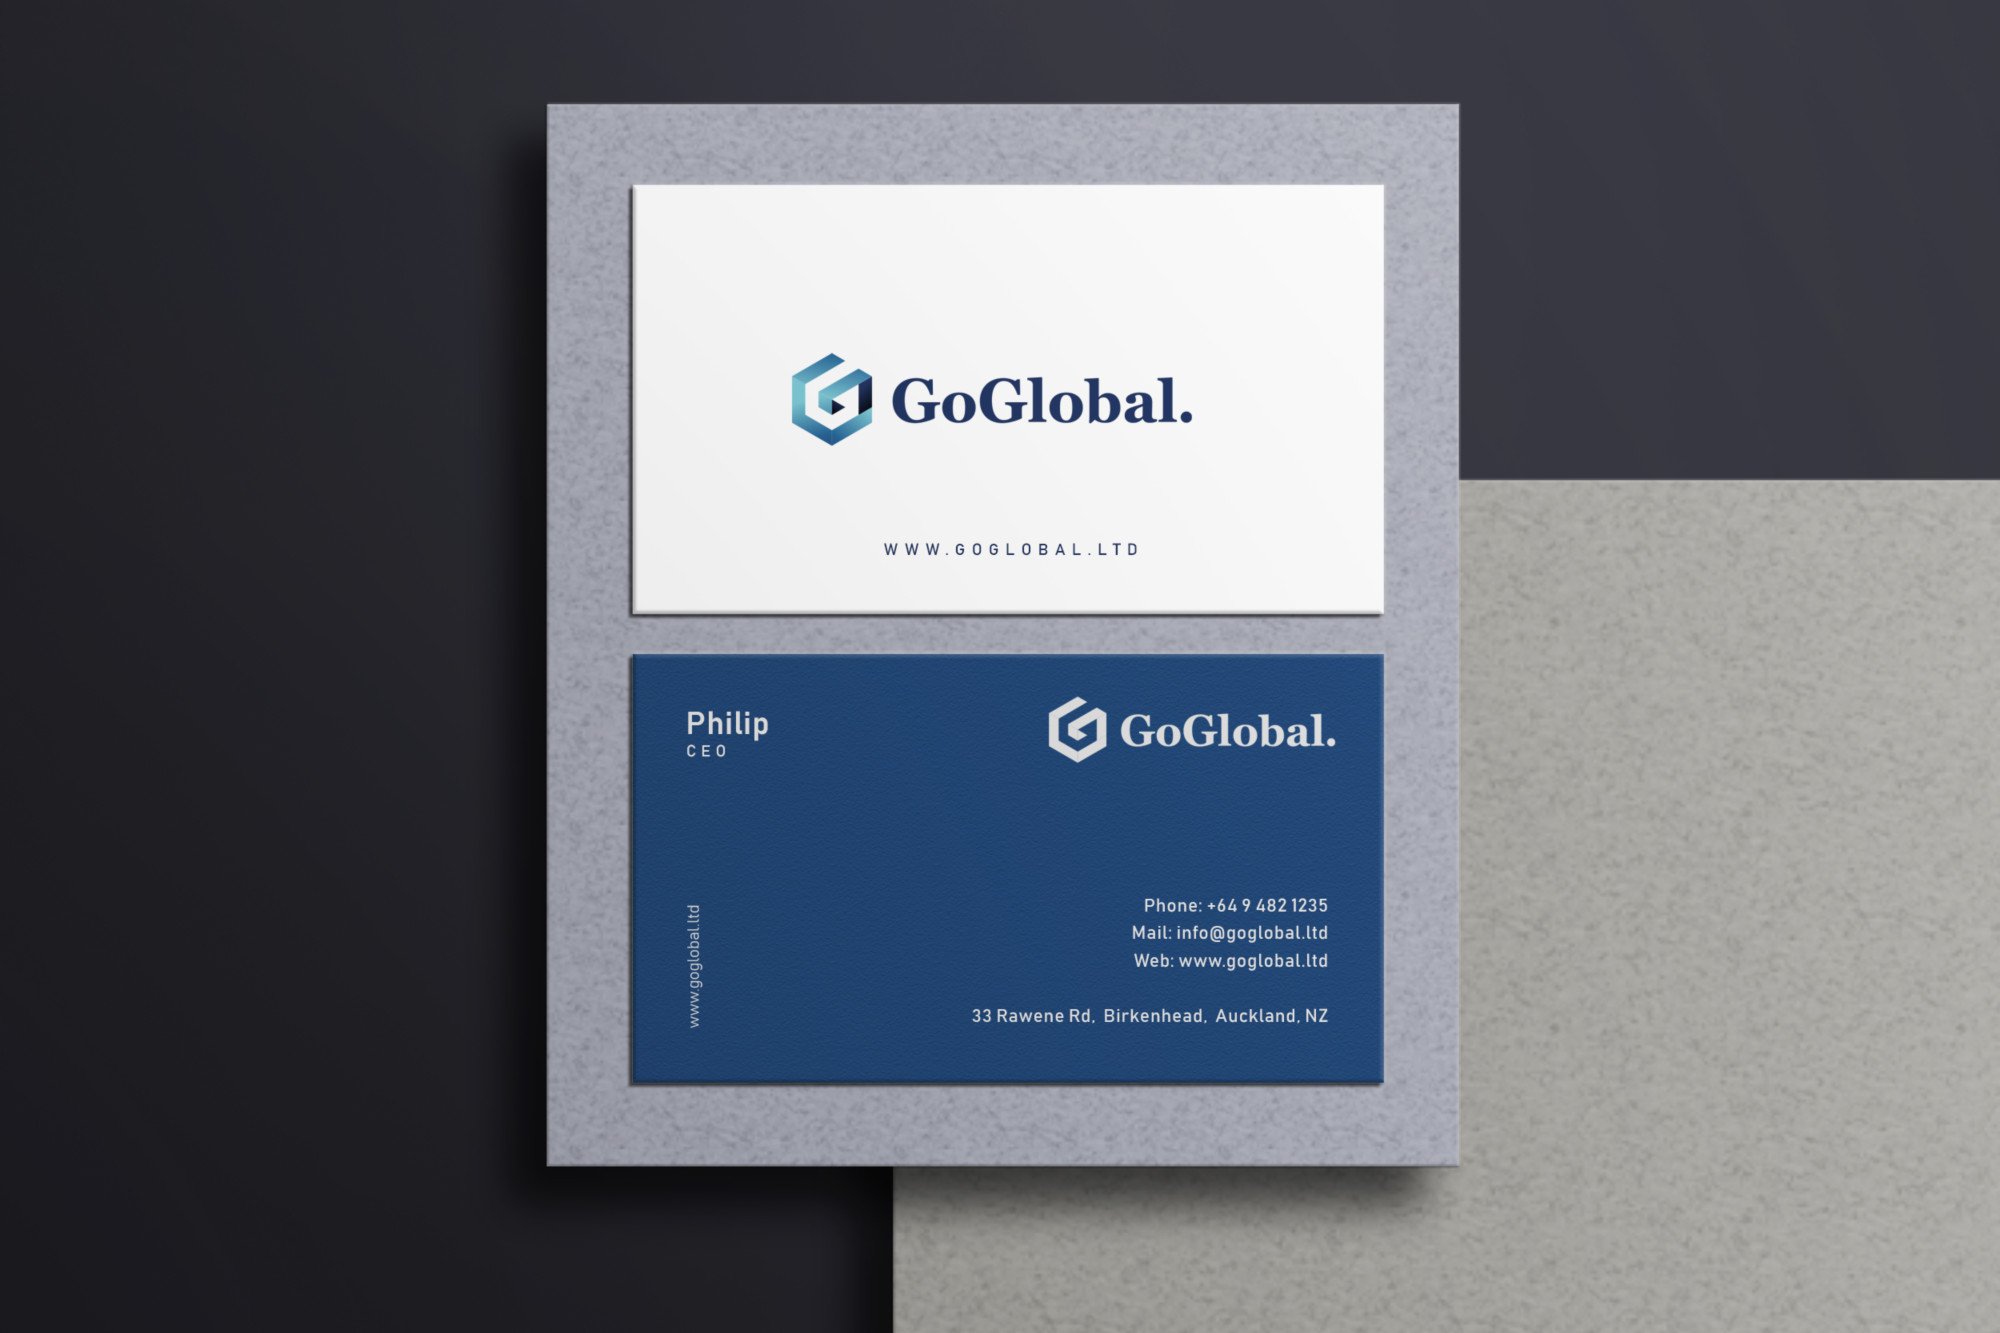 GoGlobal.
WWW.GOGLOBAL.LTD
Philip
CEO
GoGlobal.
www.goglobal.ltd
Phone: +64 9 482 1235
Mail: info@goglobal.ltd
Web: www.goglobal.ltd
33 Rawene Rd, Birkenhead, Auckland, NZ